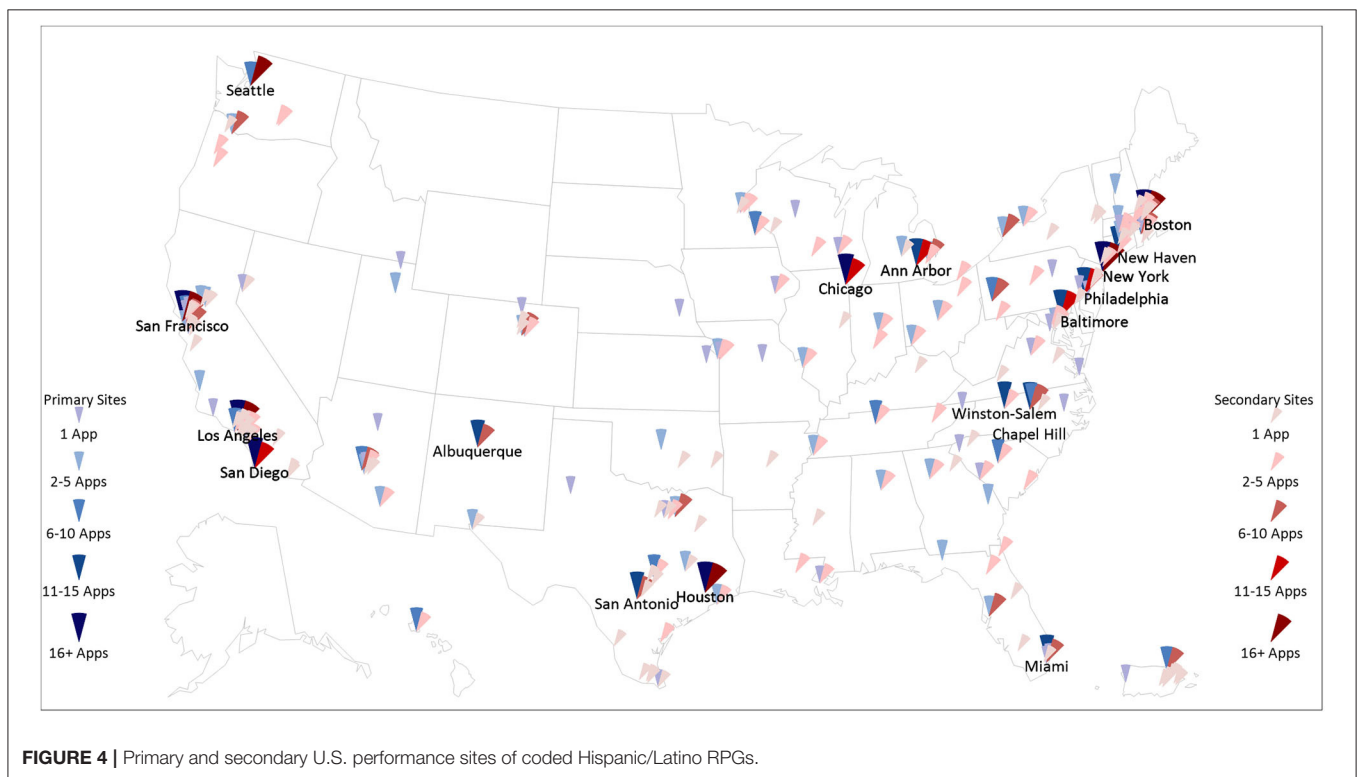 Seattle
Boston
New Haven
Ann Arbor
New York
Chicago
Philadelphia
San Francisco
Baltimore
Primary Sites
1 App
2-5 Apps
6-10 Apps
11-15 Apps
16+ Apps
Los Angeles
San Diego
Albuquerque
Winston-Salem
Chapel Hill
San Antonio
Houston
Miami
Secondary Sites
1 App
2-5 Apps
6-10 Apps
11-15 Apps
16+ Apps
FIGURE 4 | Primary and secondary U.S. performance sites of coded Hispanic/Latino RPGs.